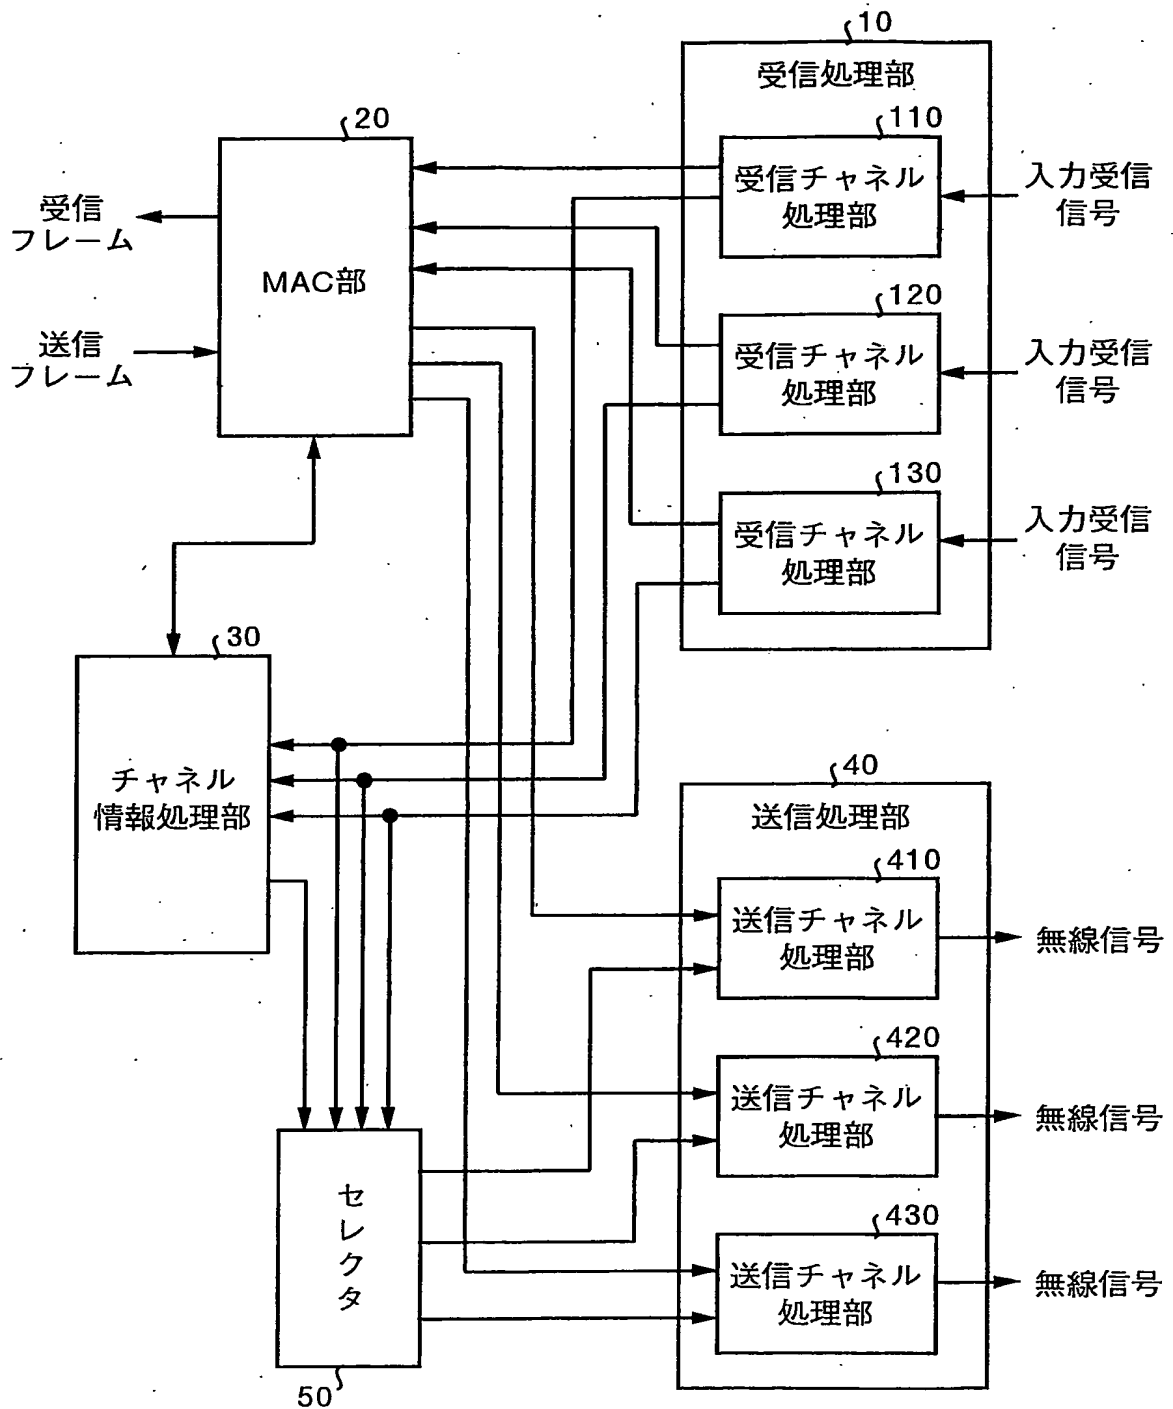 10
受信処理部
20
110
受信チャネル
処理部
入力受信
信号
受信
フレーム
MAC部
送信
フレーム
120
受信チャネル
処理部
入力受信
信号
130
受信チャネル
処理部
入力受信
信号
30
チャネル
情報処理部
40
送信処理部
410
送信チャネル
処理部
無線信号
420
送信チャネル
処理部
無線信号
セレクタ
430
送信チャネル
処理部
無線信号
50